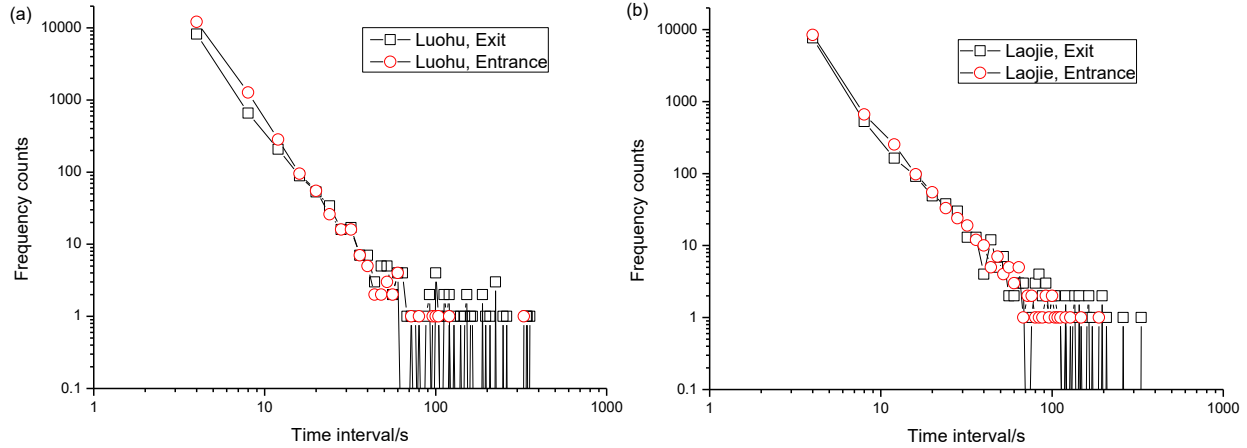 (a)
Luohu, Exit
Luohu, Entrance
10000
1000
100
10
1
0.1
Frequency counts
1
10
100
1000
Time interval/s
(b)
Laojie, Exit
Laojie, Entrance
10000
1000
100
10
1
0.1
Frequency counts
1
10
100
1000
Time interval/s